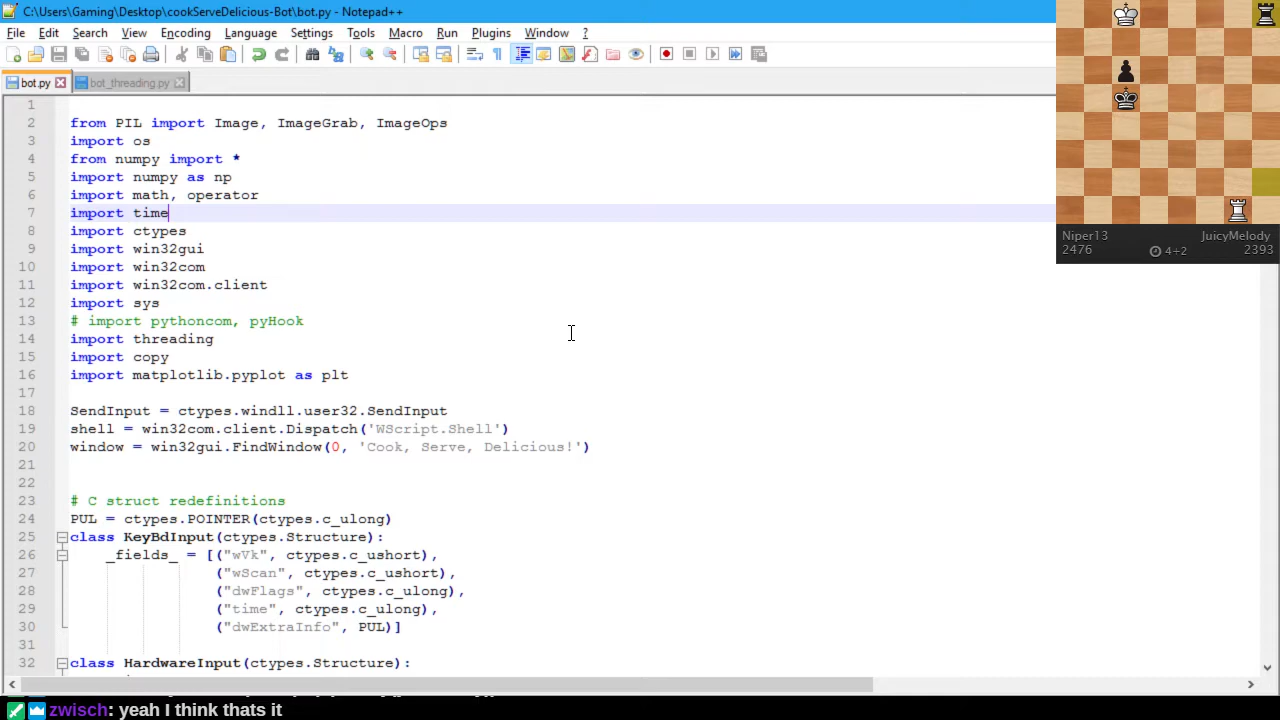 C:\Users\Gaming\Desktop\cookServeDelicious-Bot\bot.py - Notepad++
File Edit Search View Encoding Language Settings Tools Macro Run Plugins Window ?
bot.py bot_threading.py
1
2 from PIL import Image, ImageGrab, ImageOps
3 import os
4 from numpy import *
5 import numpy as np
6 import math, operator
7 import time
8 import ctypes
9 import win32gui
10 import win32com
11 import win32com.client
12 import sys
13 # import pythoncom, pyHook
14 import threading
15 import copy
16 import matplotlib.pyplot as plt
17
18 SendInput = ctypes.windll.user32.SendInput
19 shell = win32com.client.Dispatch('WScript.Shell')
20 window = win32gui.FindWindow(0, 'Cook, Serve, Delicious!')
21
22
23 # C struct redefinitions
24 PUL = ctypes.POINTER(ctypes.c_ulong)
25 class KeyBdInput(ctypes.Structure):
26 _fields_ = [("wVk", ctypes.c_ushort),
27 ("wScan", ctypes.c_ushort),
28 ("dwFlags", ctypes.c_ulong),
29 ("time", ctypes.c_ulong),
30 ("dwExtraInfo", PUL)]
31
32 class HardwareInput(ctypes.Structure):
Niper13 JuicyMelody
2476 4+2 2393
zwisch: yeah I think thats it